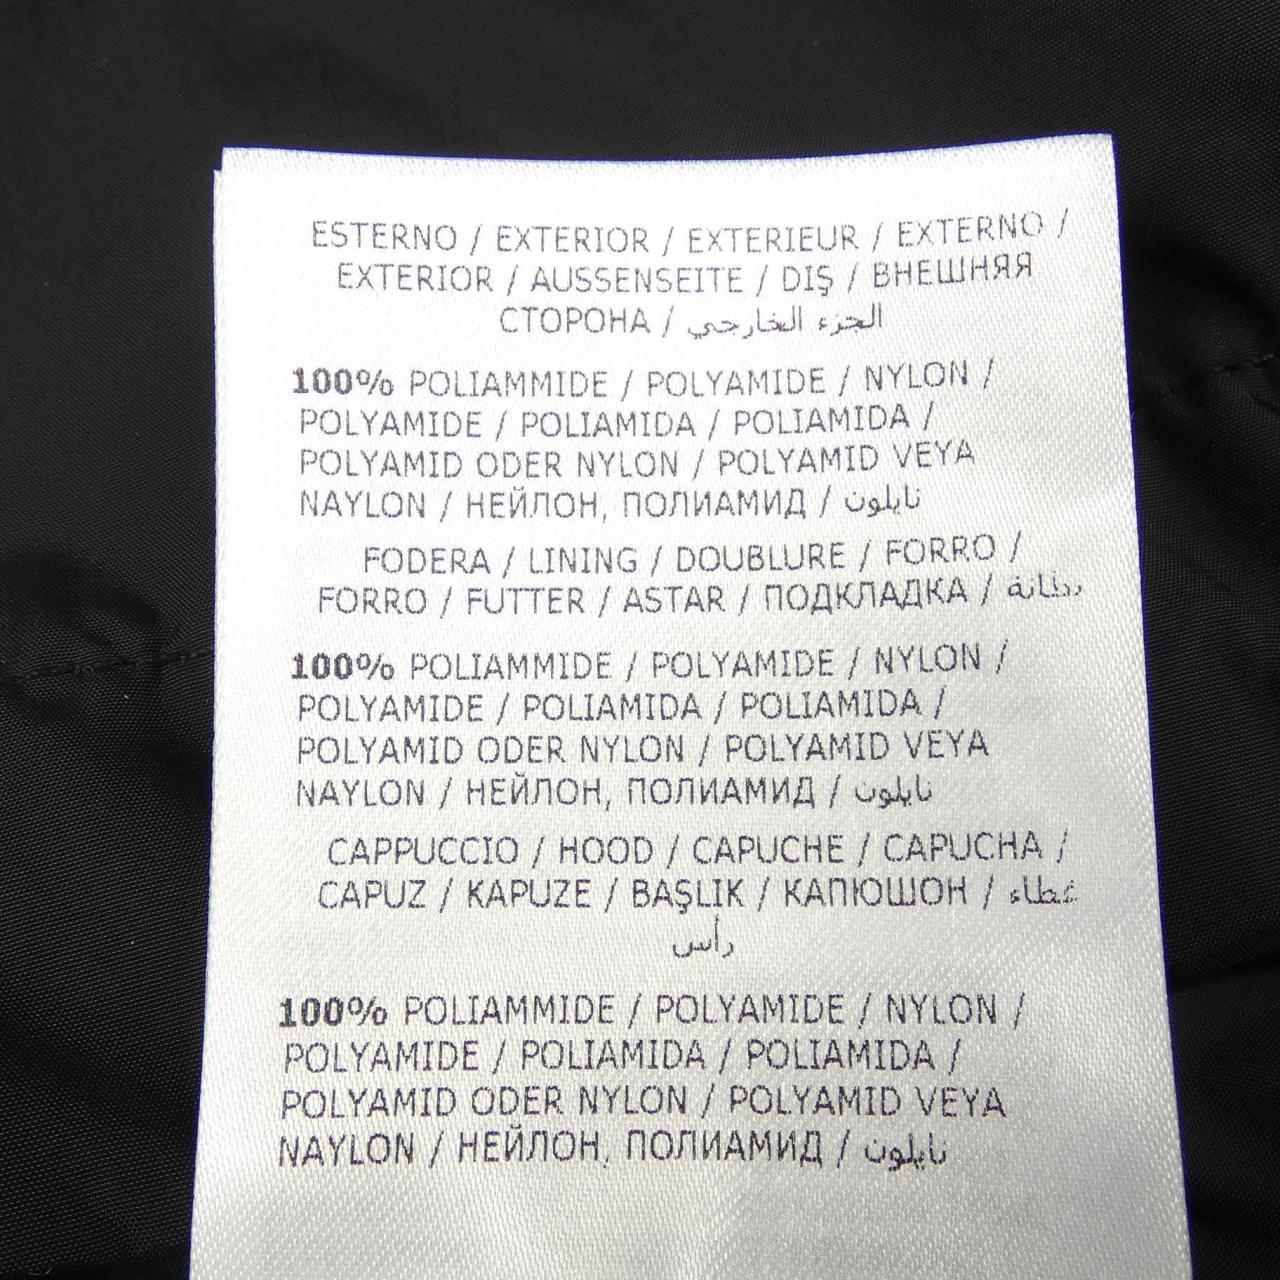 ESTERNO / EXTERIOR / EXTERIEUR / EXTERNO /
EXTERIOR / AUSSENSEITE / DIŞ / ВНЕШНЯЯ
СТОРОНА / الجزء الخارجي
100% POLIAMMIDE / POLYAMIDE / NYLON /
POLYAMIDE / POLIAMIDA / POLIAMIDA /
POLYAMID ODER NYLON / POLYAMID VEYA
NAYLON / НЕЙЛОН, ПОЛИАМИД / نايلون
FODERA / LINING / DOUBLURE / FORRO /
FORRO / FUTTER / ASTAR / ПОДКЛАДКА / بطانة
100% POLIAMMIDE / POLYAMIDE / NYLON /
POLYAMIDE / POLIAMIDA / POLIAMIDA /
POLYAMID ODER NYLON / POLYAMID VEYA
NAYLON / НЕЙЛОН, ПОЛИАМИД / نايلون
CAPPUCCIO / HOOD / CAPUCHE / CAPUCHA /
CAPUZ / KAPUZE / BAŞLIK / КАПЮШОН / غطاء
رأس
100% POLIAMMIDE / POLYAMIDE / NYLON /
POLYAMIDE / POLIAMIDA / POLIAMIDA /
POLYAMID ODER NYLON / POLYAMID VEYA
NAYLON / НЕЙЛОН, ПОЛИАМИД / نايلون